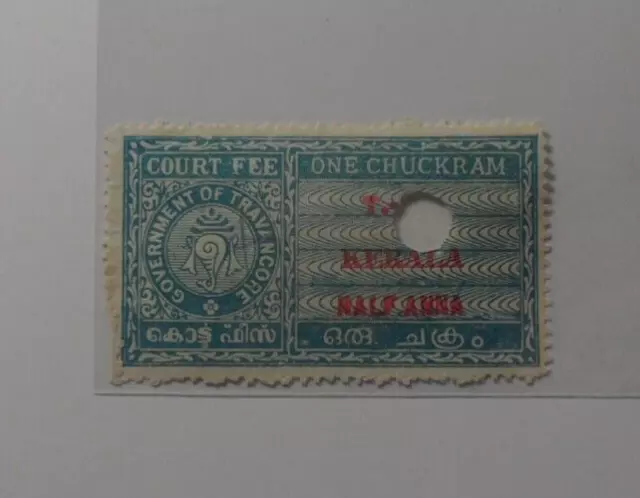 COURT FEE
ONE CHUCKRAM
GOVERNMENT OF TRAVANCORE
KERALA
HALF ANNA
കോട്ട് ഫീസ്
ഒരു ചക്രം